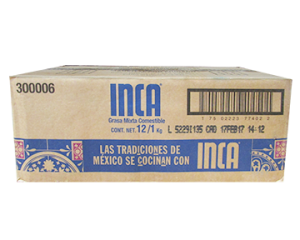 300006
INCA
Grasa Mixta Comestible
CONT. NET. 12/1 Kg
L 5229I135 CAD 17FEB17 14:12
LAS TRADICIONES DE
MÉXICO SE COCINAN CON
INCA